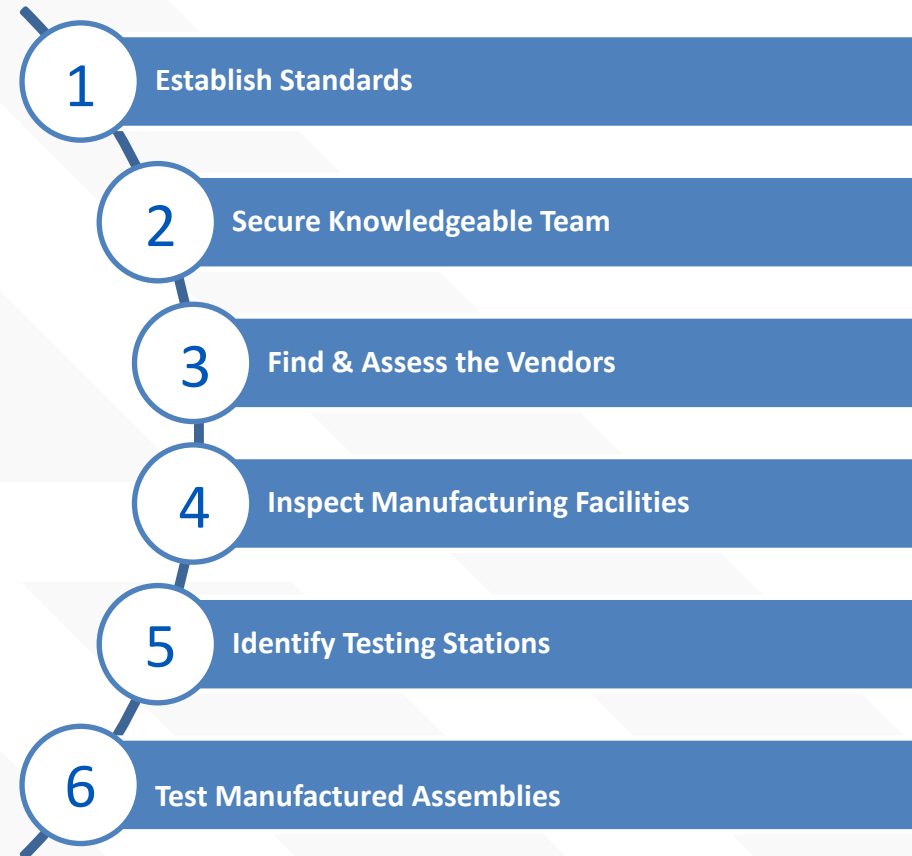 1
Establish Standards
2
Secure Knowledgeable Team
3
Find & Assess the Vendors
4
Inspect Manufacturing Facilities
5
Identify Testing Stations
6
Test Manufactured Assemblies